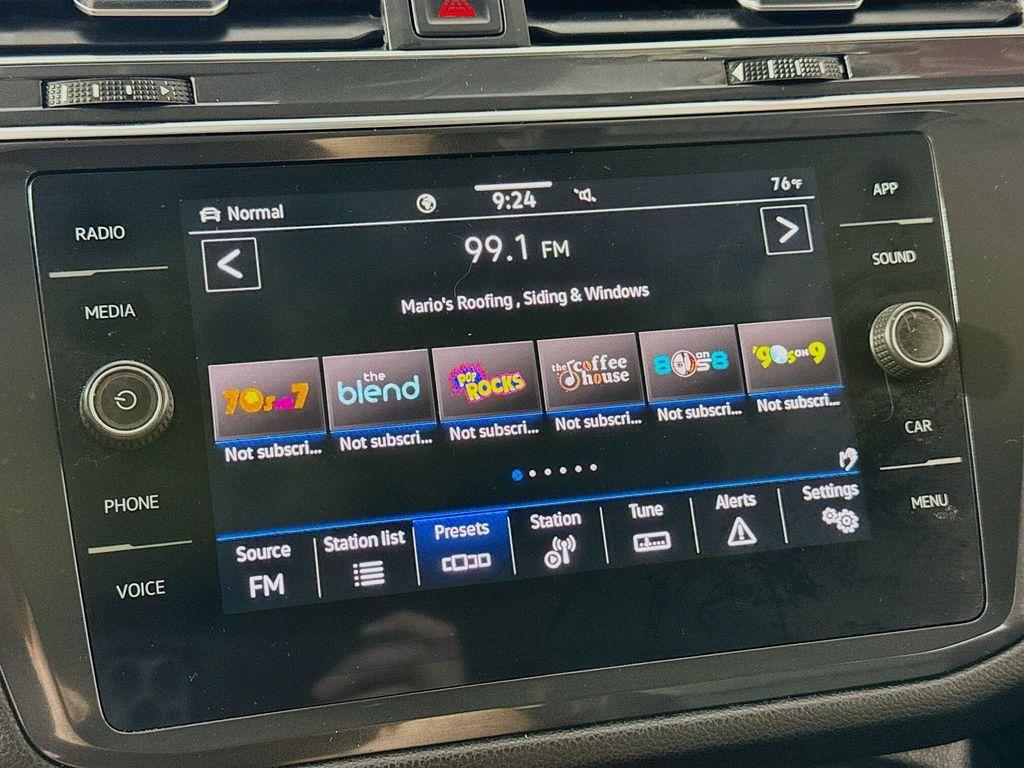 RADIO
MEDIA
PHONE
VOICE
Normal
9:24
76°F
99.1 FM
Mario's Roofing , Siding & Windows
70s on 7
the blend
POP ROCKS
the coffee house
80s on 8
'90s ON 9
Not subscri...
Not subscri...
Not subscri...
Not subscri...
Not subscri...
Not subscri...
Source
FM
Station list
Presets
Station
Tune
Alerts
Settings
APP
SOUND
CAR
MENU